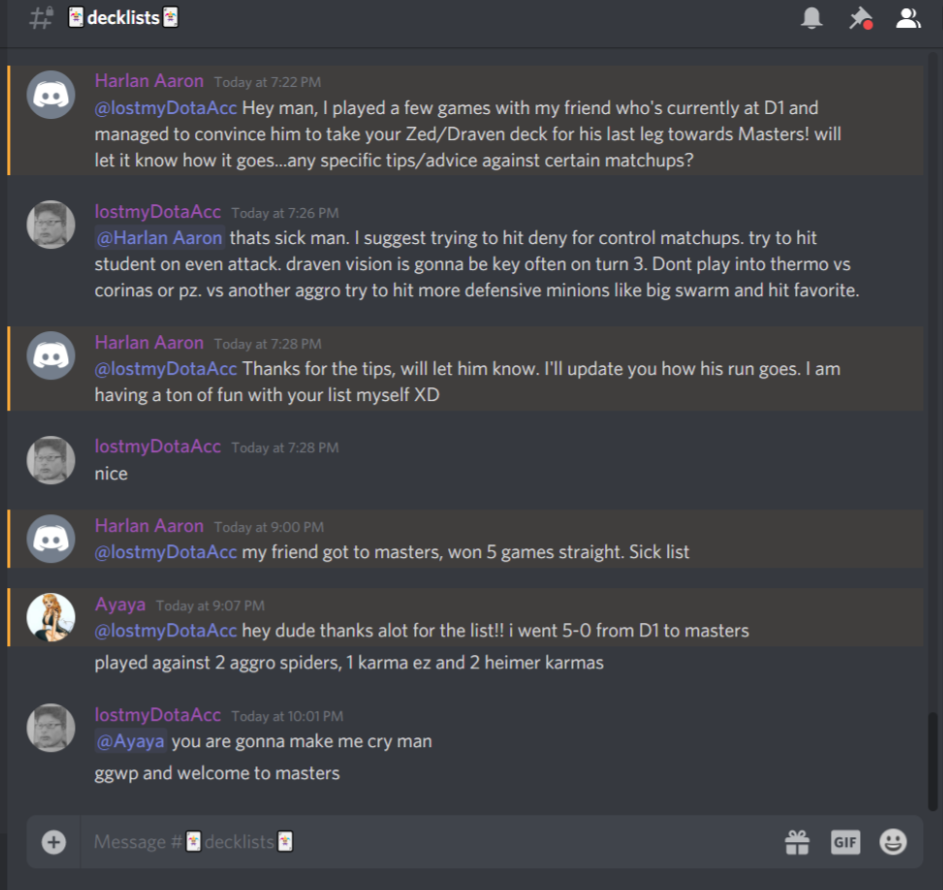 🃏decklists🃏
Harlan Aaron Today at 7:22 PM
@lostmyDotaAcc Hey man, I played a few games with my friend who's currently at D1 and
managed to convince him to take your Zed/Draven deck for his last leg towards Masters! will
let it know how it goes...any specific tips/advice against certain matchups?
lostmyDotaAcc Today at 7:26 PM
@Harlan Aaron thats sick man. I suggest trying to hit deny for control matchups. try to hit
student on even attack. draven vision is gonna be key often on turn 3. Dont play into thermo vs
corinas or pz. vs another aggro try to hit more defensive minions like big swarm and hit favorite.
Harlan Aaron Today at 7:28 PM
@lostmyDotaAcc Thanks for the tips, will let him know. I'll update you how his run goes. I am
having a ton of fun with your list myself XD
lostmyDotaAcc Today at 7:28 PM
nice
Harlan Aaron Today at 9:00 PM
@lostmyDotaAcc my friend got to masters, won 5 games straight. Sick list
Ayaya Today at 9:07 PM
@lostmyDotaAcc hey dude thanks alot for the list!! i went 5-0 from D1 to masters
played against 2 aggro spiders, 1 karma ez and 2 heimer karmas
lostmyDotaAcc Today at 10:01 PM
@Ayaya you are gonna make me cry man
ggwp and welcome to masters
Message #🃏decklists🃏
GIF